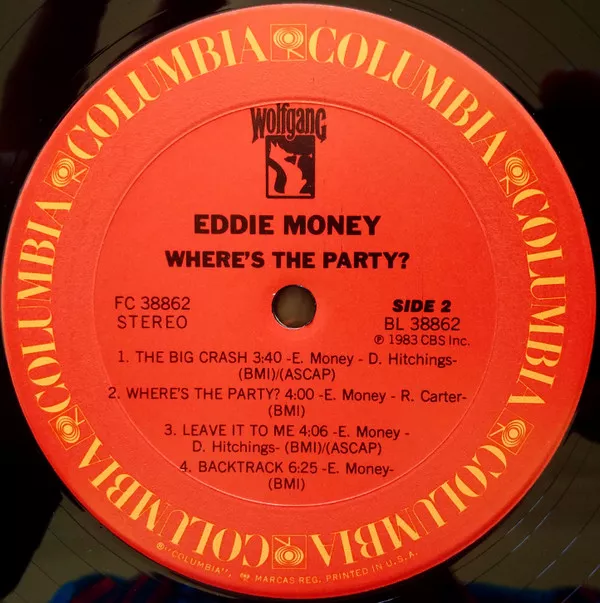 COLUMBIA COLUMBIA COLUMBIA COLUMBIA COLUMBIA COLUMBIA
Wolfgang
EDDIE MONEY
WHERE'S THE PARTY?
FC 38862
STEREO
SIDE 2
BL 38862
℗ 1983 CBS Inc.
1. THE BIG CRASH 3:40 -E. Money - D. Hitchings-
(BMI)/(ASCAP)
2. WHERE'S THE PARTY? 4:00 -E. Money - R. Carter-
(BMI)
3. LEAVE IT TO ME 4:06 -E. Money -
D. Hitchings- (BMI)/(ASCAP)
4. BACKTRACK 6:25 -E. Money-
(BMI)
®"COLUMBIA", MARCAS REG. PRINTED IN U.S.A.